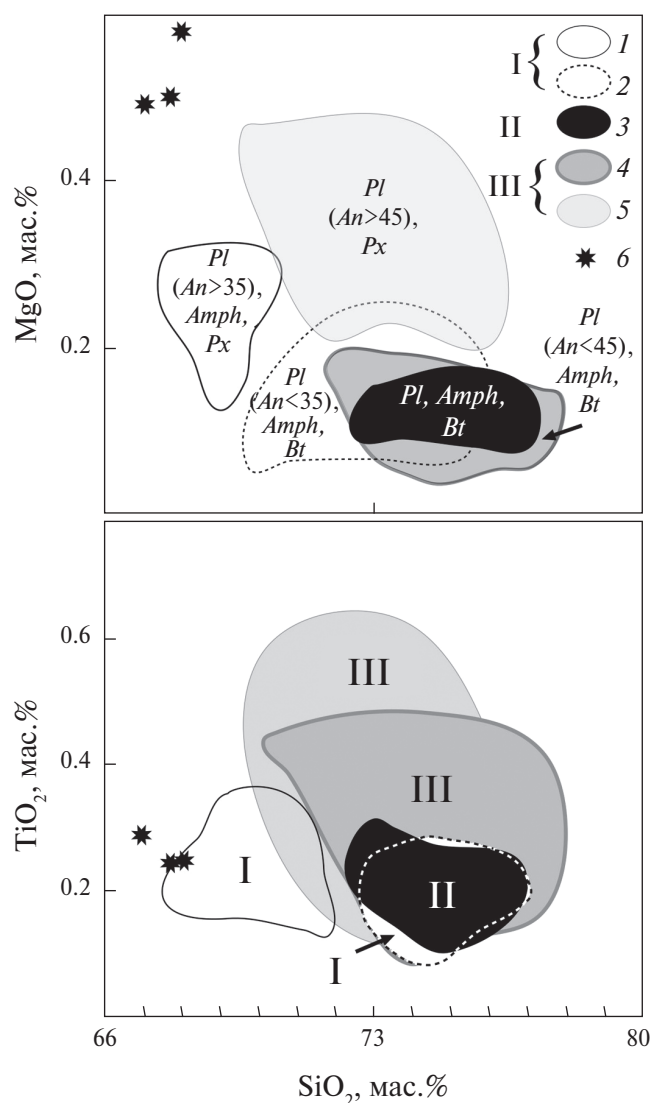 MgO, мас.%
0.4
0.2
I { 1
2
II 3
III { 4
5
6
Pl
(An>45),
Px
Pl
(An>35),
Amph,
Px
Pl
(An<35),
Amph,
Bt
Pl, Amph,
Bt
Pl
(An<45),
Amph,
Bt
TiO₂, мас.%
0.6
0.4
0.2
III
III
I
II
I
66
73
80
SiO₂, мас.%